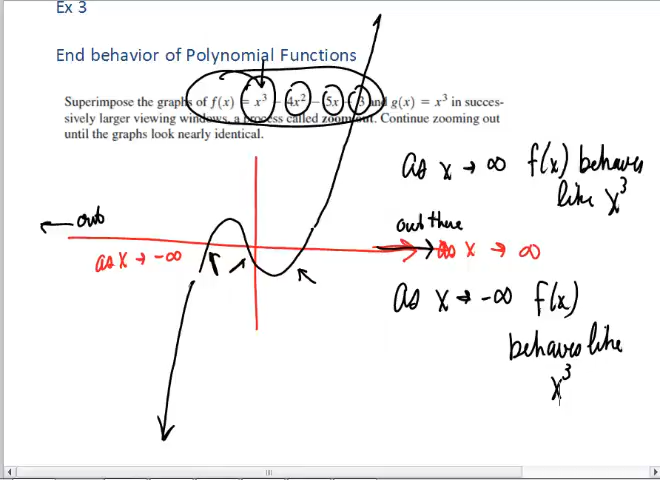 Ex 3
End behavior of Polynomial Functions
Superimpose the graphs of f(x) = x³ − 4x² − 5x − 3 and g(x) = x³ in succes-
sively larger viewing windows, a process called zoom out. Continue zooming out
until the graphs look nearly identical.
as x → ∞ f(x) behaves
like x³
← out
out there
as x → -∞
as x → ∞
as x → -∞ f(x)
behaves like
x³